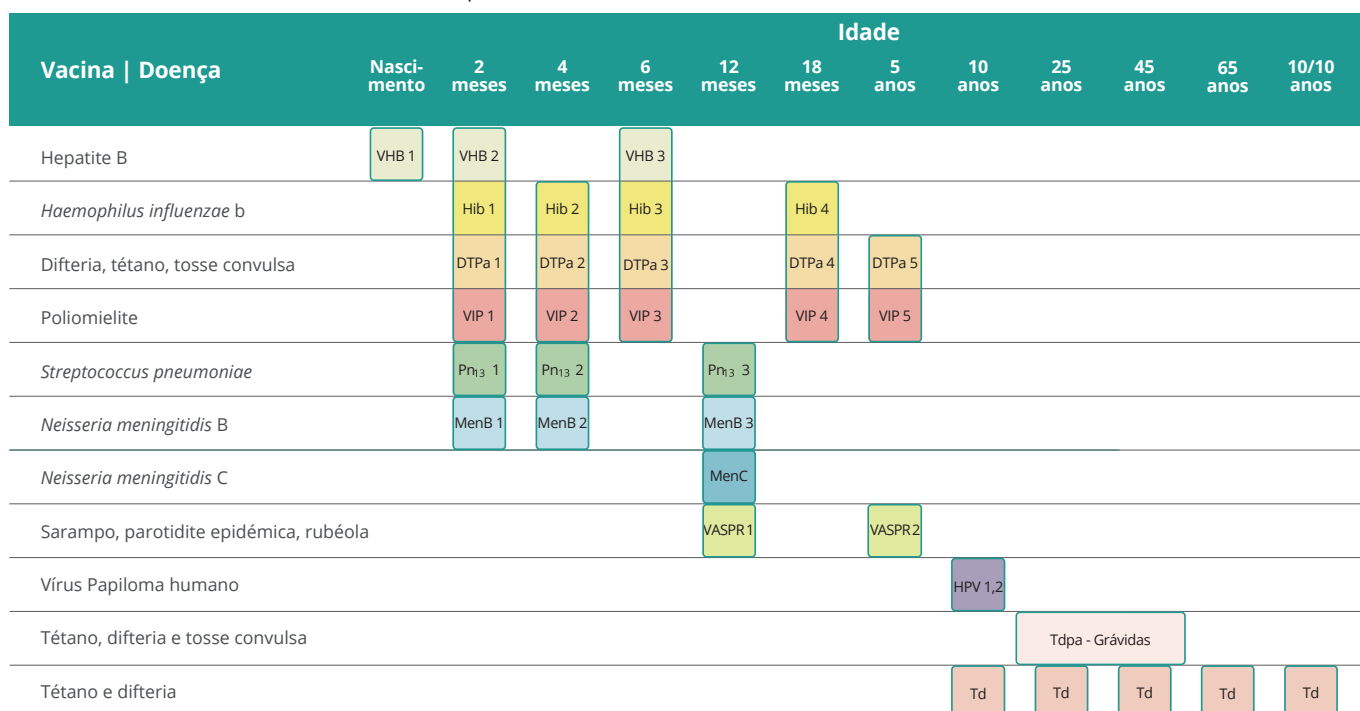 Idade
Vacina | Doença
Nasci-
mento
2
meses
4
meses
6
meses
12
meses
18
meses
5
anos
10
anos
25
anos
45
anos
65
anos
10/10
anos
Hepatite B VHB 1 VHB 2 VHB 3
Haemophilus influenzae b Hib 1 Hib 2 Hib 3 Hib 4
Difteria, tétano, tosse convulsa DTPa 1 DTPa 2 DTPa 3 DTPa 4 DTPa 5
Poliomielite VIP 1 VIP 2 VIP 3 VIP 4 VIP 5
Streptococcus pneumoniae Pn₁₃ 1 Pn₁₃ 2 Pn₁₃ 3
Neisseria meningitidis B MenB 1 MenB 2 MenB 3
Neisseria meningitidis C MenC
Sarampo, parotidite epidémica, rubéola VASPR 1 VASPR 2
Vírus Papiloma humano HPV 1,2
Tétano, difteria e tosse convulsa Tdpa - Grávidas
Tétano e difteria Td Td Td Td Td